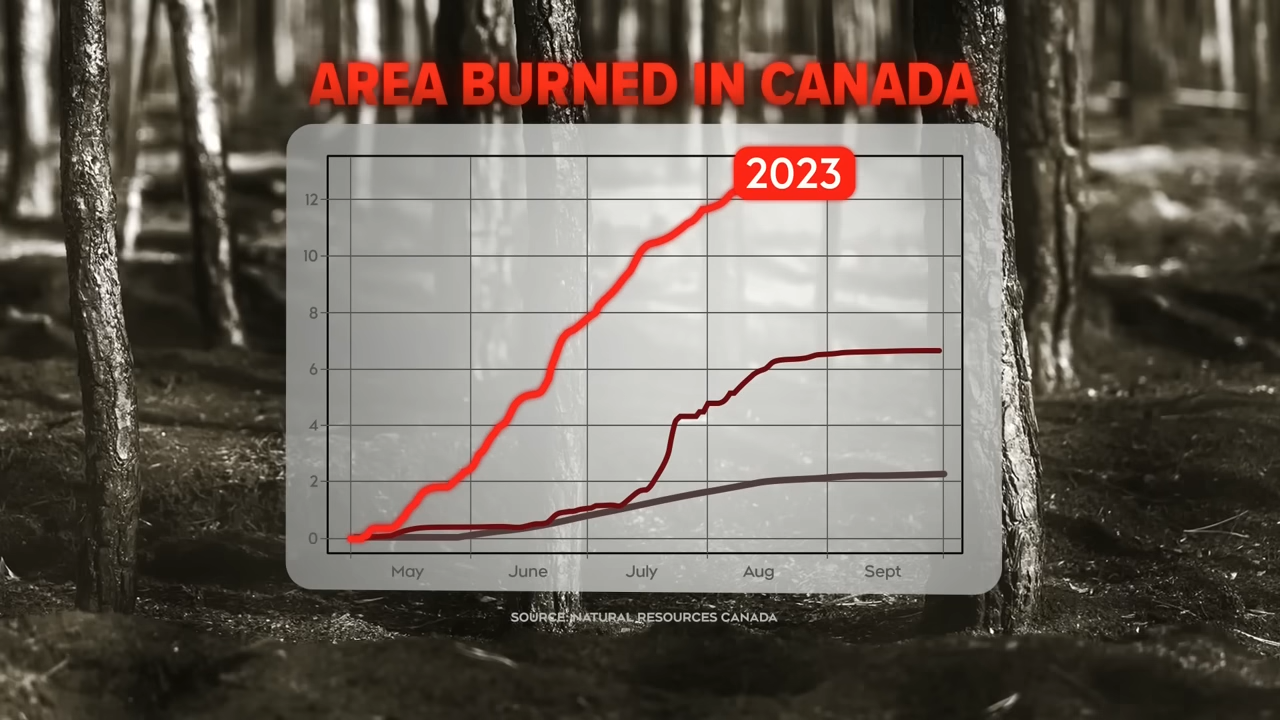 AREA BURNED IN CANADA
2023
12
10
8
6
4
2
0
May June July Aug Sept
SOURCE: NATURAL RESOURCES CANADA